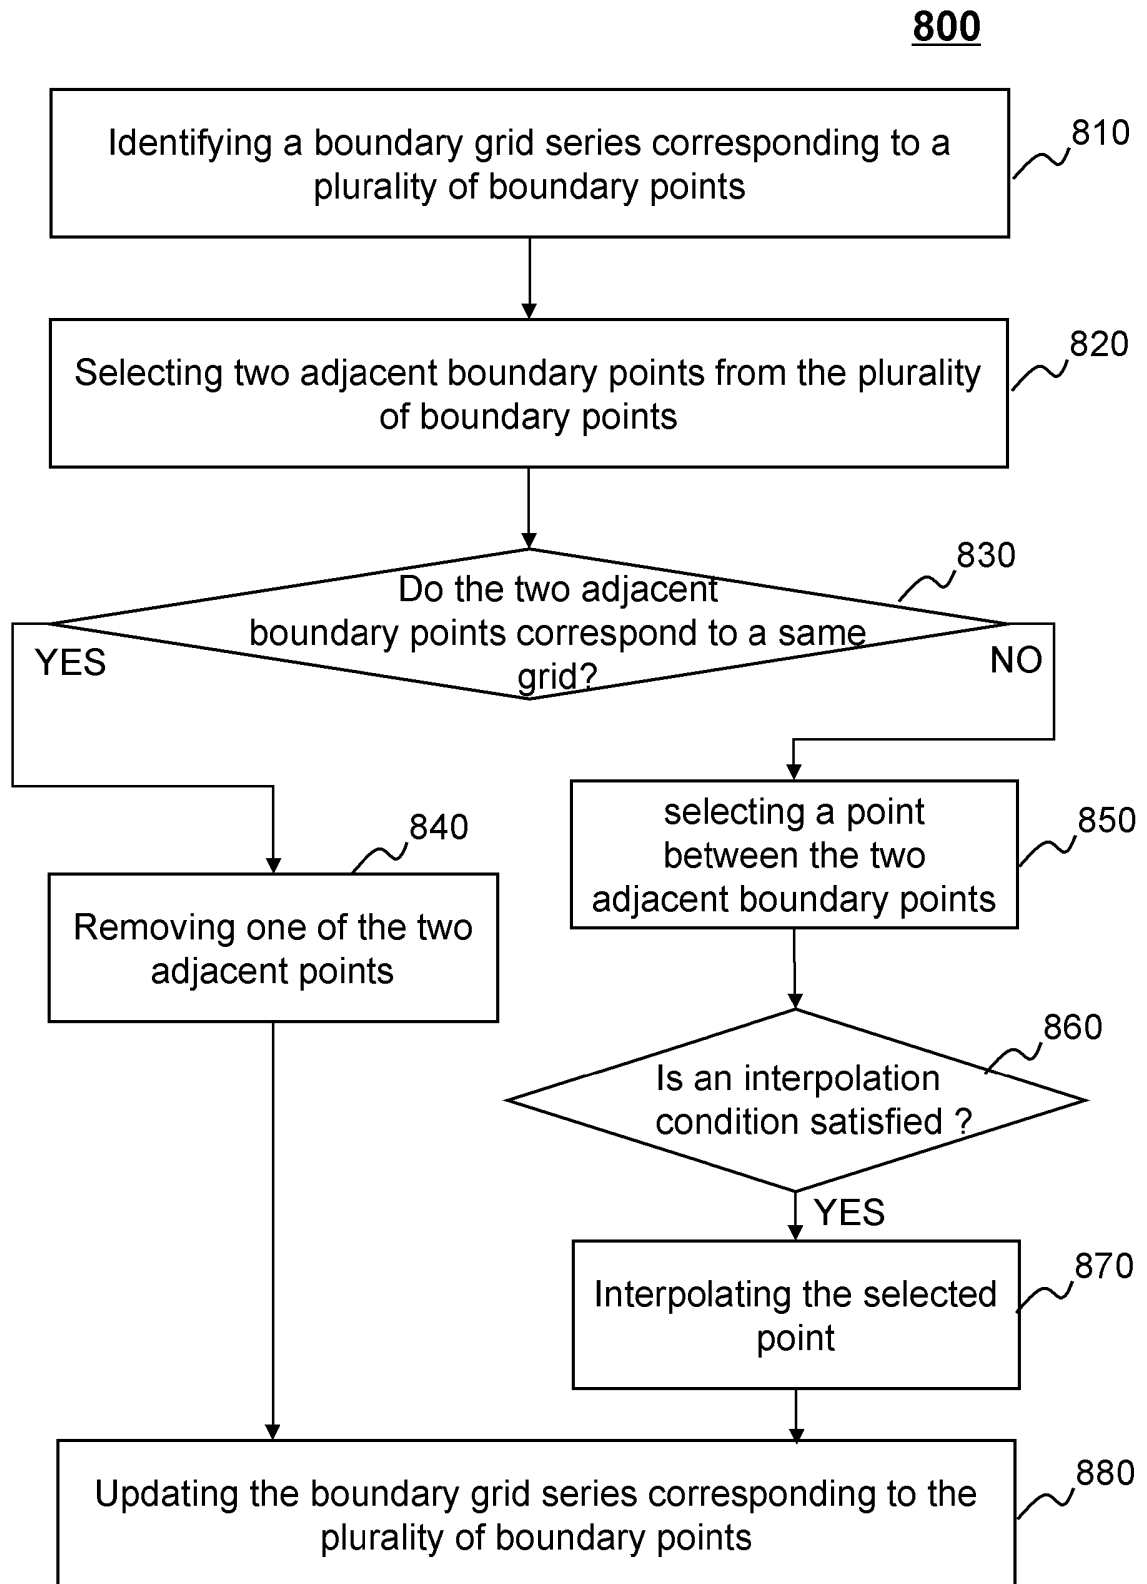 800
Identifying a boundary grid series corresponding to a
plurality of boundary points
810
Selecting two adjacent boundary points from the plurality
of boundary points
820
Do the two adjacent
boundary points correspond to a same
grid?
830
YES
NO
selecting a point
between the two
adjacent boundary points
850
Removing one of the two
adjacent points
840
Is an interpolation
condition satisfied ?
860
YES
Interpolating the selected
point
870
Updating the boundary grid series corresponding to the
plurality of boundary points
880